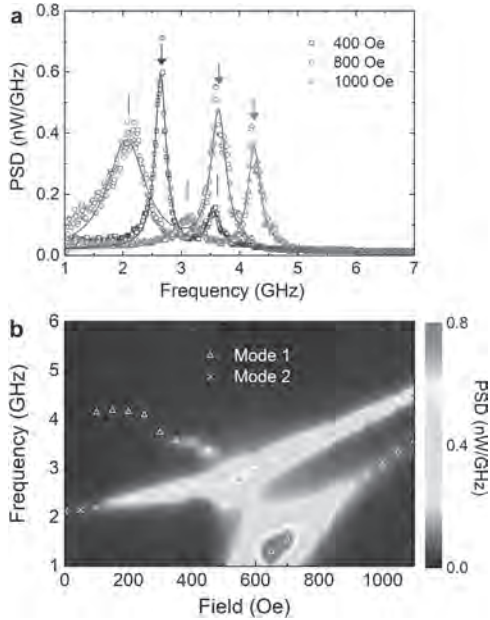 a
0.8
0.6
0.4
0.2
0.0
PSD (nW/GHz)
400 Oe
800 Oe
1000 Oe
1 2 3 4 5 6 7
Frequency (GHz)
b
6
5
4
3
2
1
Frequency (GHz)
Mode 1
Mode 2
0 200 400 600 800 1000
Field (Oe)
0.8
0.4
0.0
PSD (nW/GHz)